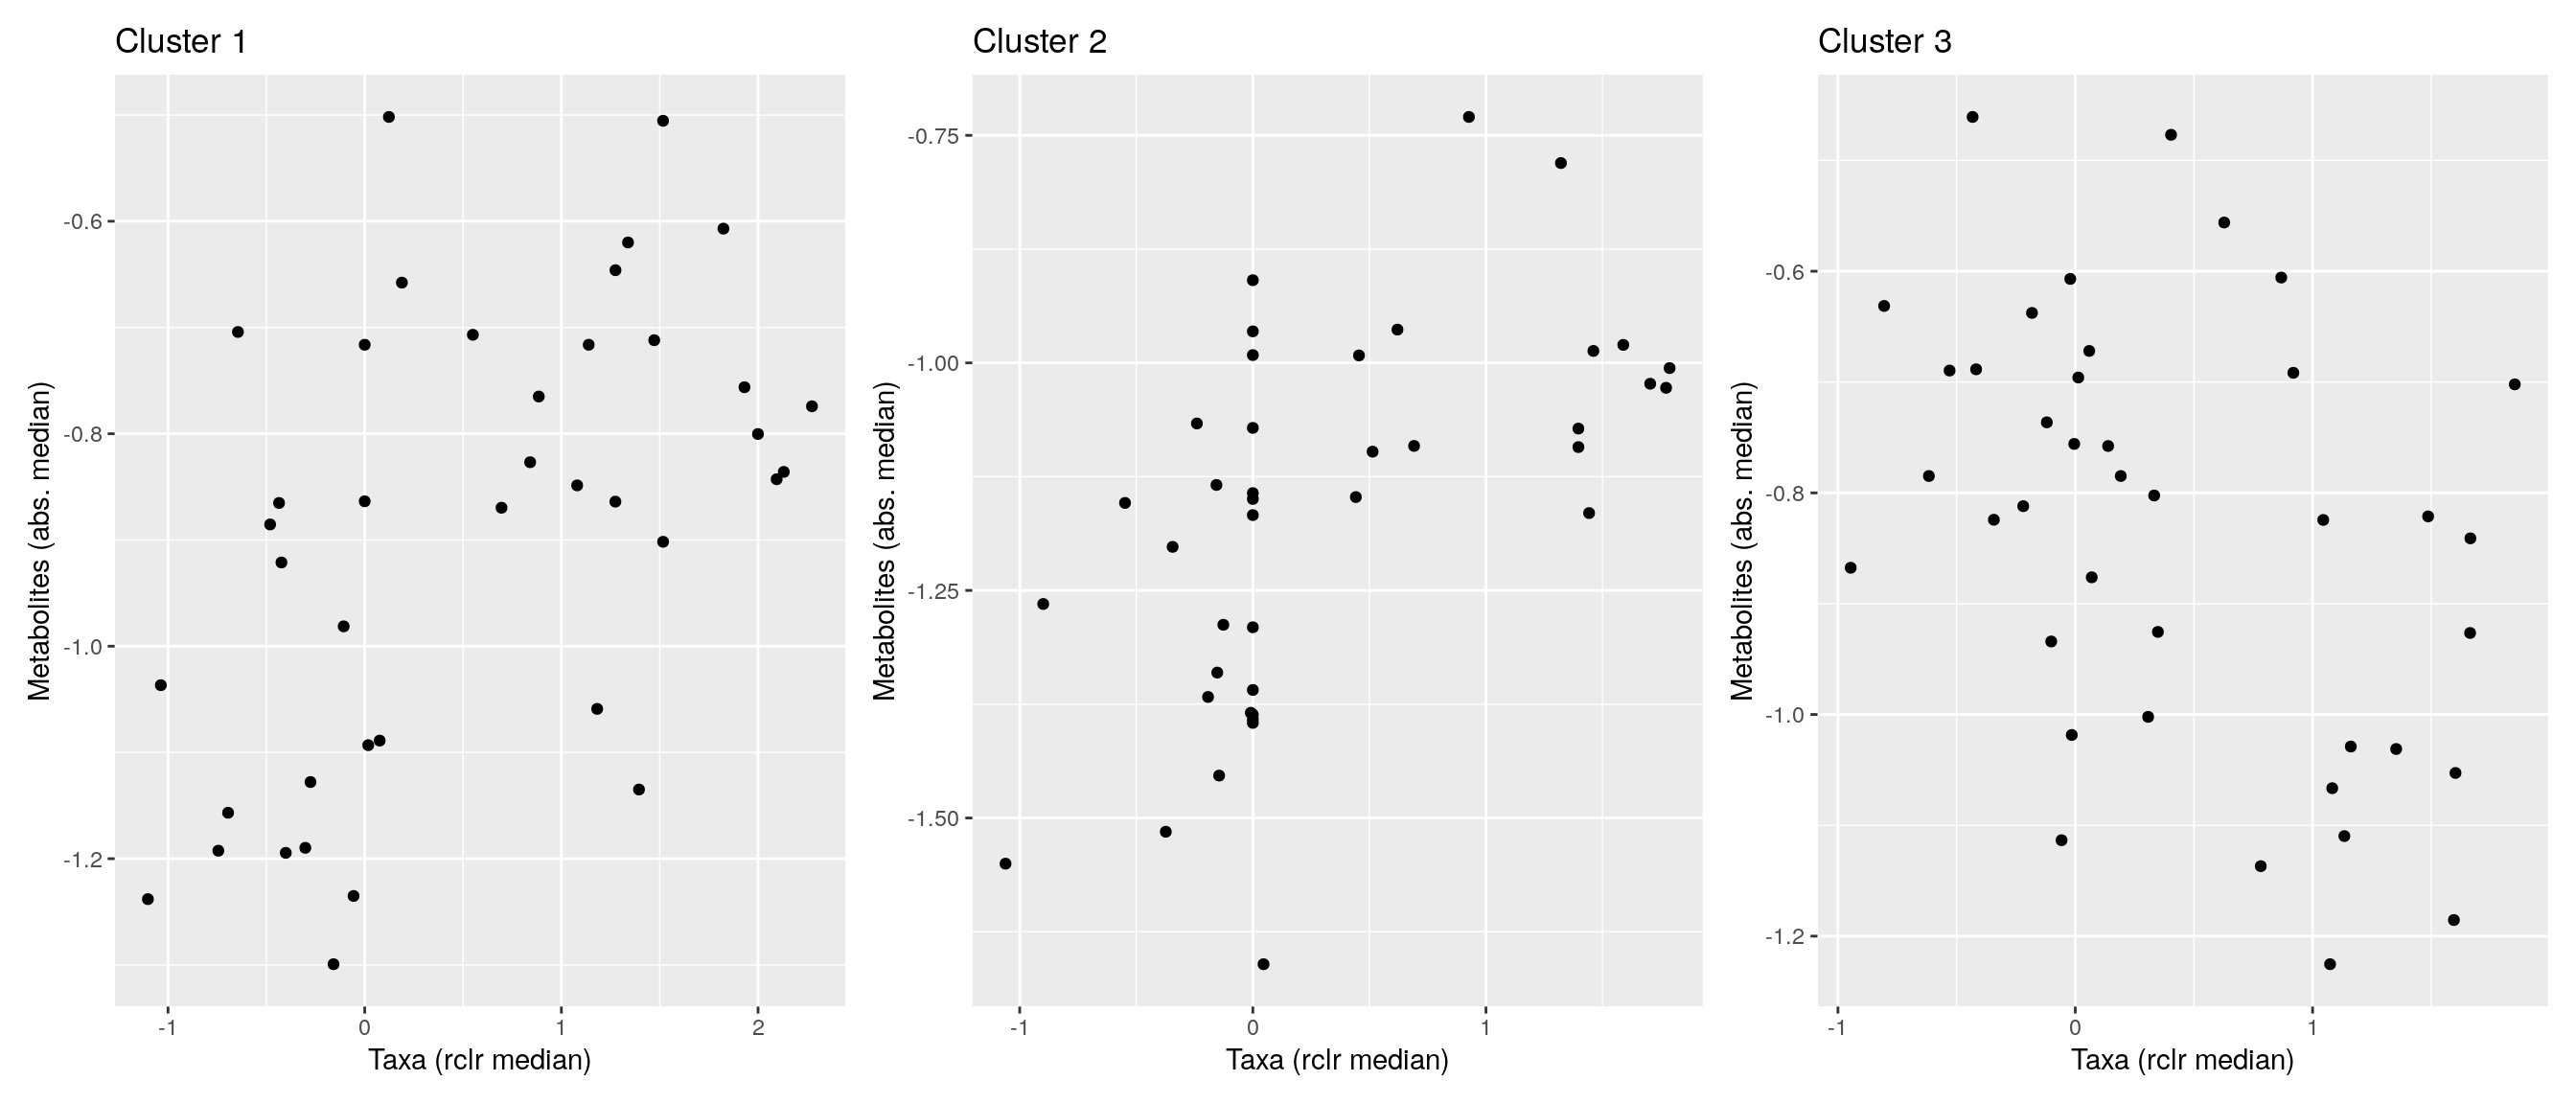 Cluster 1
Metabolites (abs. median)
-0.6
-0.8
-1.0
-1.2
-1
0
1
2
Taxa (rclr median)
Cluster 2
Metabolites (abs. median)
-0.75
-1.00
-1.25
-1.50
-1
0
1
Taxa (rclr median)
Cluster 3
Metabolites (abs. median)
-0.6
-0.8
-1.0
-1.2
-1
0
1
Taxa (rclr median)